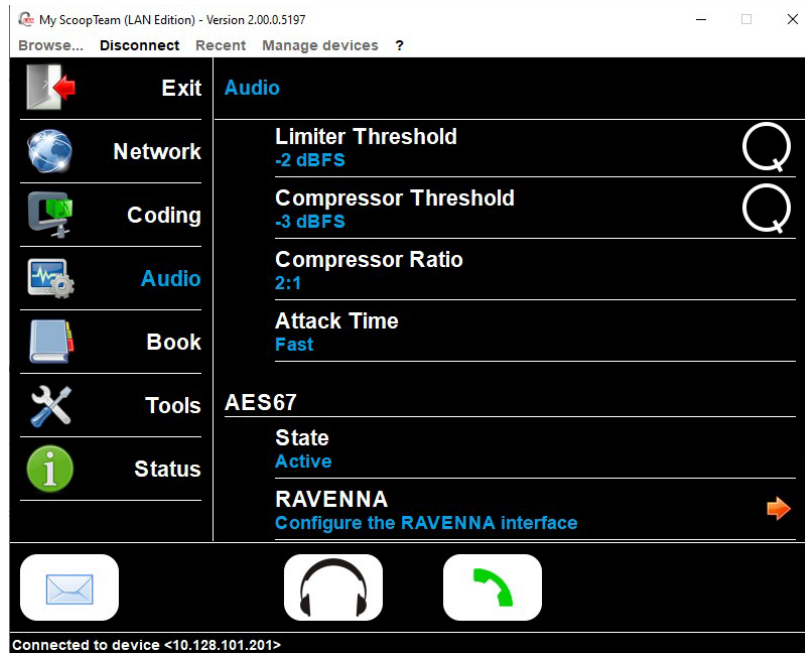 My ScoopTeam (LAN Edition) - Version 2.00.0.5197
Browse... Disconnect Recent Manage devices ?
Exit
Network
Coding
Audio
Book
Tools
Status
Audio
Limiter Threshold
-2 dBFS
Compressor Threshold
-3 dBFS
Compressor Ratio
2:1
Attack Time
Fast
AES67
State
Active
RAVENNA
Configure the RAVENNA interface
Connected to device <10.128.101.201>